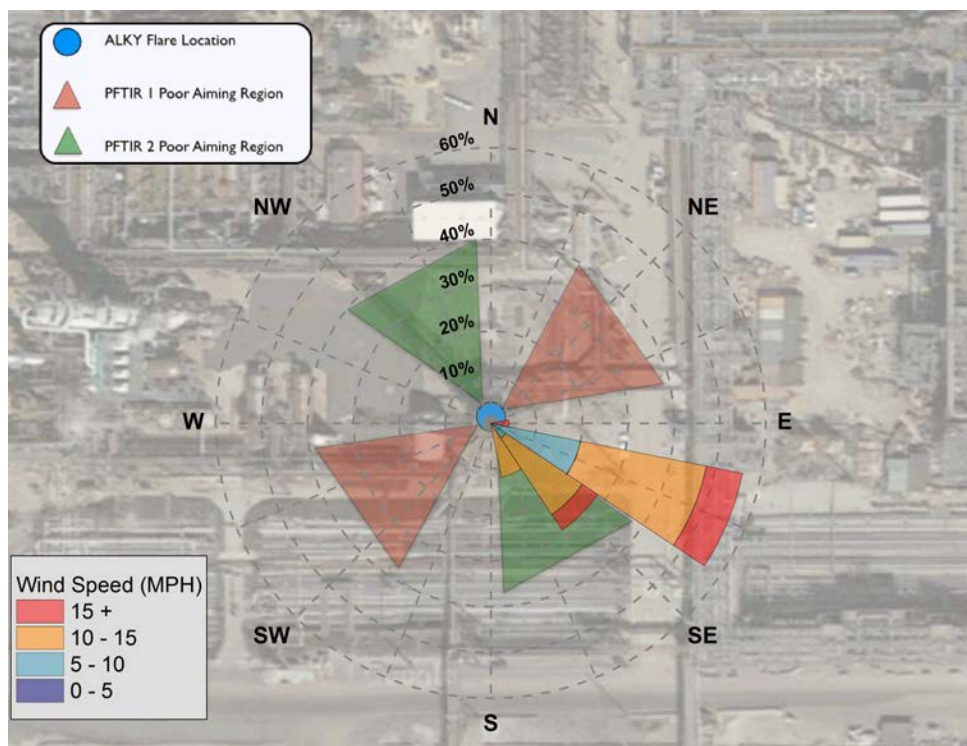 ALKY Flare Location
PFTIR 1 Poor Aiming Region
PFTIR 2 Poor Aiming Region
N
60%
50%
NW
NE
40%
30%
20%
10%
W
E
Wind Speed (MPH)
15 +
10 - 15
5 - 10
0 - 5
SW
SE
S